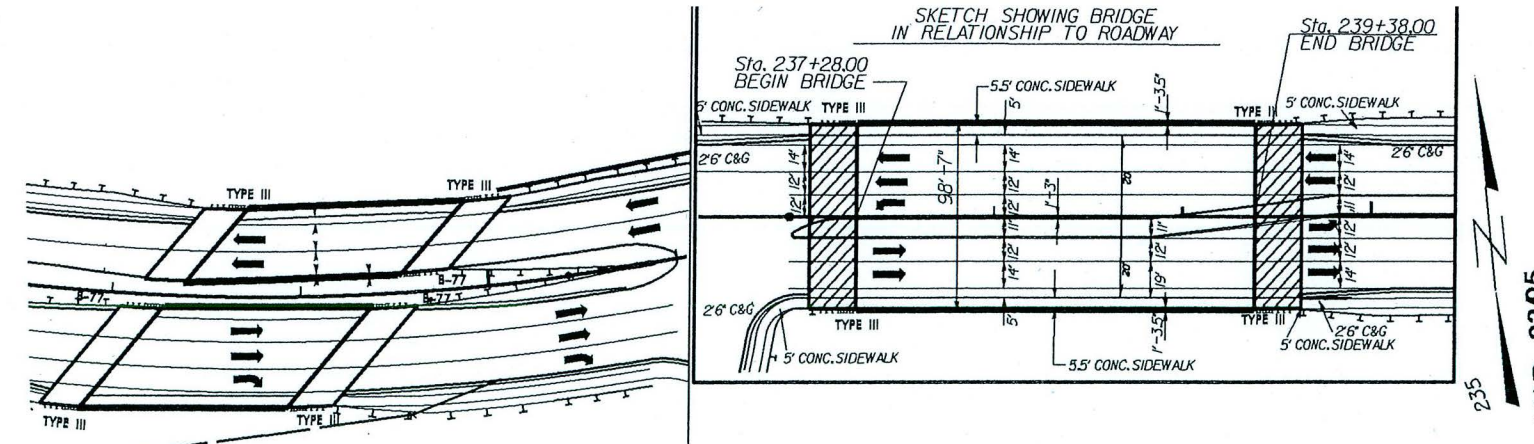 SKETCH SHOWING BRIDGE
IN RELATIONSHIP TO ROADWAY
Sta. 237+28.00
BEGIN BRIDGE
Sta. 239+38.00
END BRIDGE
5' CONC. SIDEWALK
TYPE III
5'
5.5' CONC. SIDEWALK
1'-3.5"
TYPE III
5' CONC. SIDEWALK
2'6" C&G
14'
12'
12'
98'-7"
14'
12'
12'
11'
12'
14'
1'-3"
20'
20'
11'
12'
19'
14'
12'
11'
12'
12'
14'
2'6" C&G
2'6" C&G
TYPE III
5' CONC. SIDEWALK
5'
5.5' CONC. SIDEWALK
1'-3.5"
TYPE III
2'6" C&G
5' CONC. SIDEWALK
TYPE III
TYPE III
B-77
B-77
B-77
TYPE III
TYPE III
235